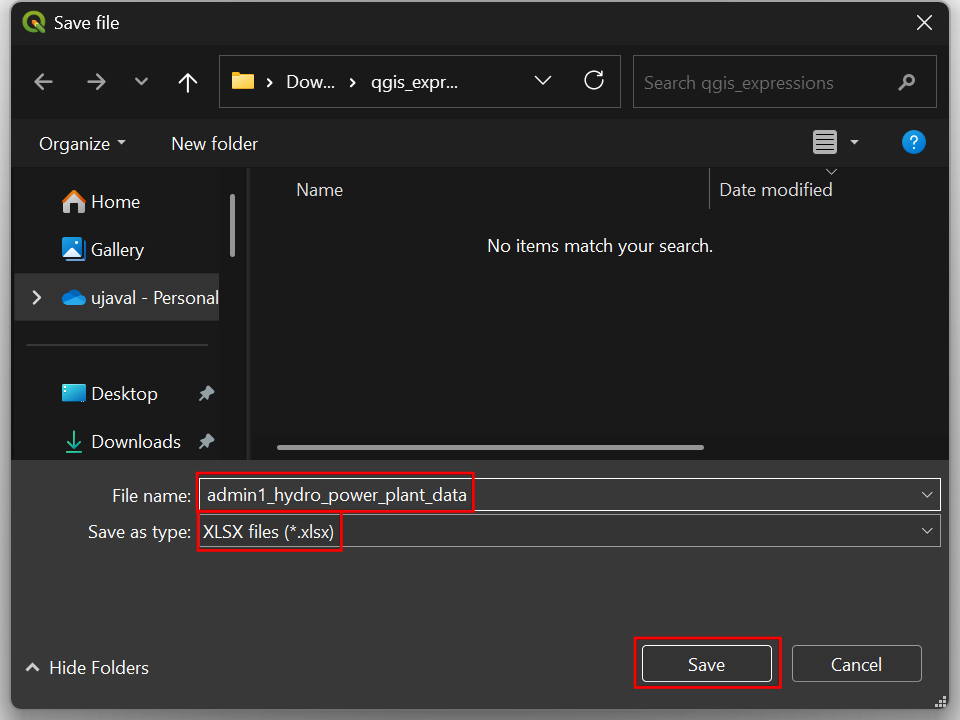 Save file
Dow... qgis_expr... Search qgis_expressions
Organize New folder ?
Home
Gallery
ujaval - Personal
Desktop
Downloads
Name Date modified
No items match your search.
File name: admin1_hydro_power_plant_data
Save as type: XLSX files (*.xlsx)
Hide Folders Save Cancel